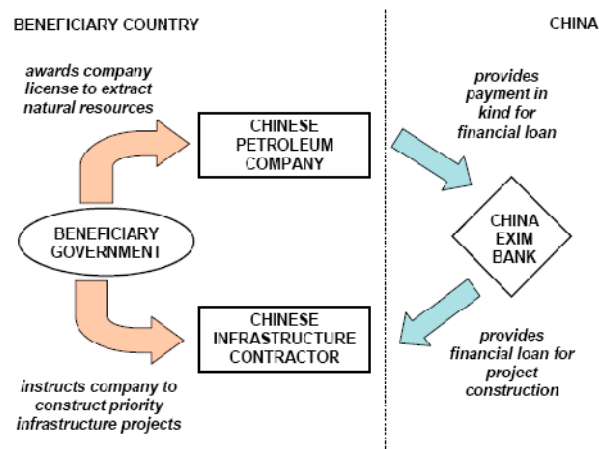 BENEFICIARY COUNTRY
CHINA
awards company
license to extract
natural resources
provides
payment in
kind for
financial loan
CHINESE
PETROLEUM
COMPANY
BENEFICIARY
GOVERNMENT
CHINA
EXIM
BANK
CHINESE
INFRASTRUCTURE
CONTRACTOR
instructs company to
construct priority
infrastructure projects
provides
financial loan for
project
construction